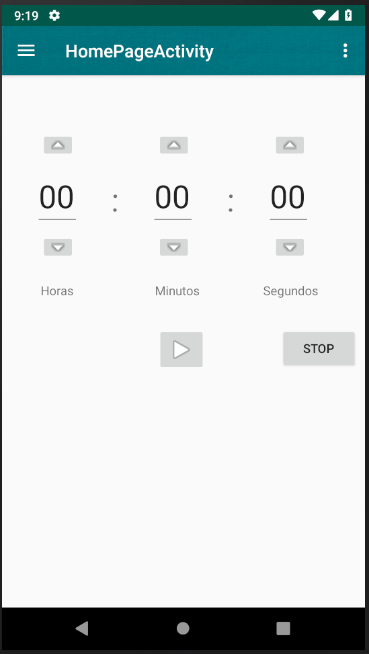 9:19
HomePageActivity
00 : 00 : 00
Horas Minutos Segundos
STOP